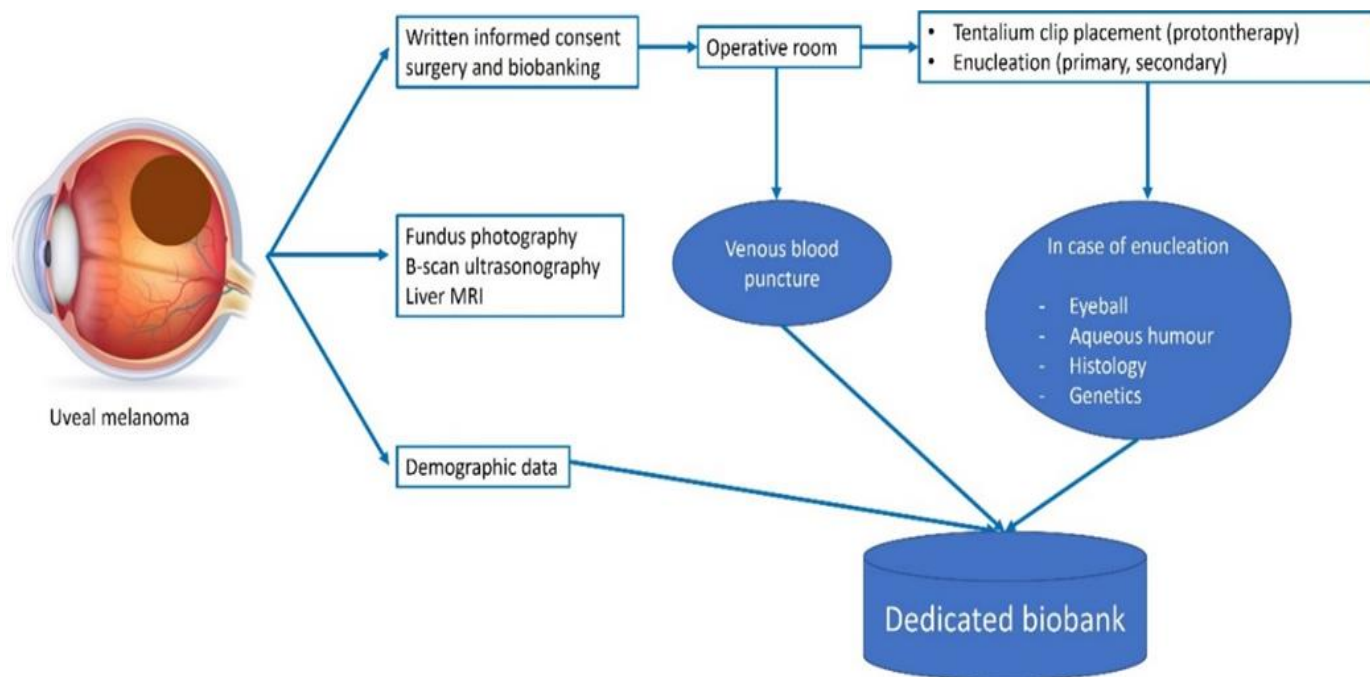 Written informed consent
surgery and biobanking
Operative room
• Tentalium clip placement (protontherapy)
• Enucleation (primary, secondary)
Fundus photography
B-scan ultrasonography
Liver MRI
Venous blood
puncture
In case of enucleation
- Eyeball
- Aqueous humour
- Histology
- Genetics
Uveal melanoma
Demographic data
Dedicated biobank